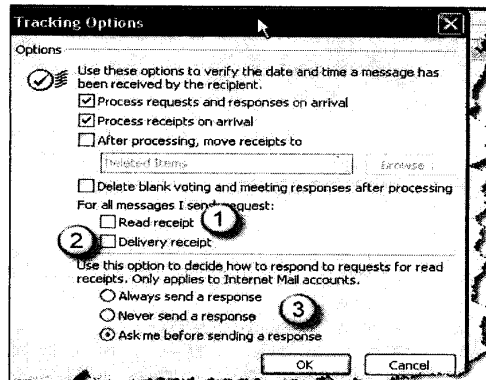 Tracking Options
Options
Use these options to verify the date and time a message has
been received by the recipient.
Process requests and responses on arrival
Process receipts on arrival
After processing, move receipts to
Deleted Items
Browse
Delete blank voting and meeting responses after processing
For all messages I send, request:
Read receipt
1
2
Delivery receipt
Use this option to decide how to respond to requests for read
receipts. Only applies to Internet Mail accounts.
Always send a response
Never send a response
3
Ask me before sending a response
OK
Cancel